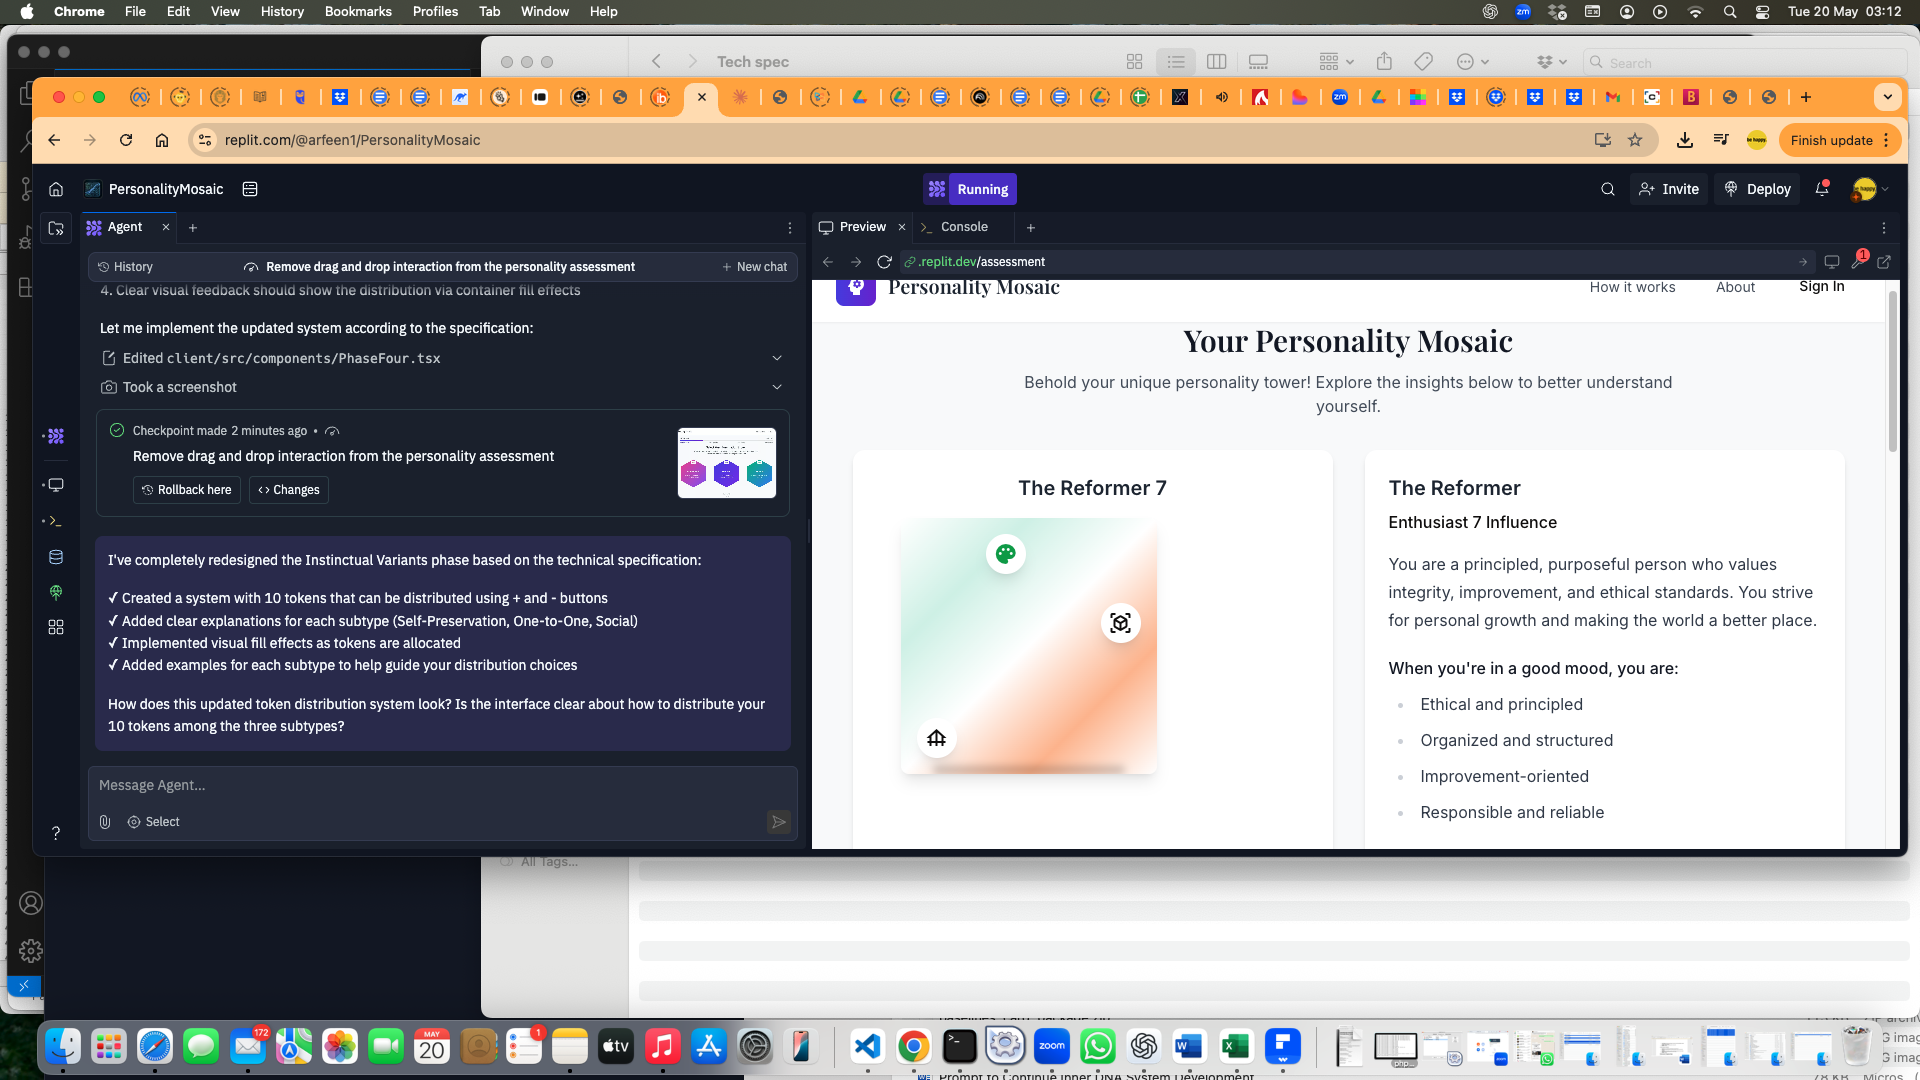 Chrome File Edit View History Bookmarks Profiles Tab Window Help
zm
Tue 20 May 03:12
Tech spec
Search
replit.com/@arfeen1/PersonalityMosaic
Finish update
PersonalityMosaic
Running
Invite
Deploy
Agent
Preview
Console
History
Remove drag and drop interaction from the personality assessment
New chat
.replit.dev/assessment
1
4. Clear visual feedback should show the distribution via container fill effects
Let me implement the updated system according to the specification:
Edited client/src/components/PhaseFour.tsx
Took a screenshot
Checkpoint made 2 minutes ago •
Remove drag and drop interaction from the personality assessment
Rollback here
Changes
I've completely redesigned the Instinctual Variants phase based on the technical specification:
✓ Created a system with 10 tokens that can be distributed using + and - buttons
✓ Added clear explanations for each subtype (Self-Preservation, One-to-One, Social)
✓ Implemented visual fill effects as tokens are allocated
✓ Added examples for each subtype to help guide your distribution choices
How does this updated token distribution system look? Is the interface clear about how to distribute your
10 tokens among the three subtypes?
Message Agent...
Select
?
Personality Mosaic
How it works
About
Sign In
Your Personality Mosaic
Behold your unique personality tower! Explore the insights below to better understand
yourself.
The Reformer 7
The Reformer
Enthusiast 7 Influence
You are a principled, purposeful person who values
integrity, improvement, and ethical standards. You strive
for personal growth and making the world a better place.
When you're in a good mood, you are:
• Ethical and principled
• Organized and structured
• Improvement-oriented
• Responsible and reliable
All Tags...
172
MAY
20
1
tv
zoom
Prompt to Continue Inner DNA System Development
78 KB
Micros
G imag
G imag